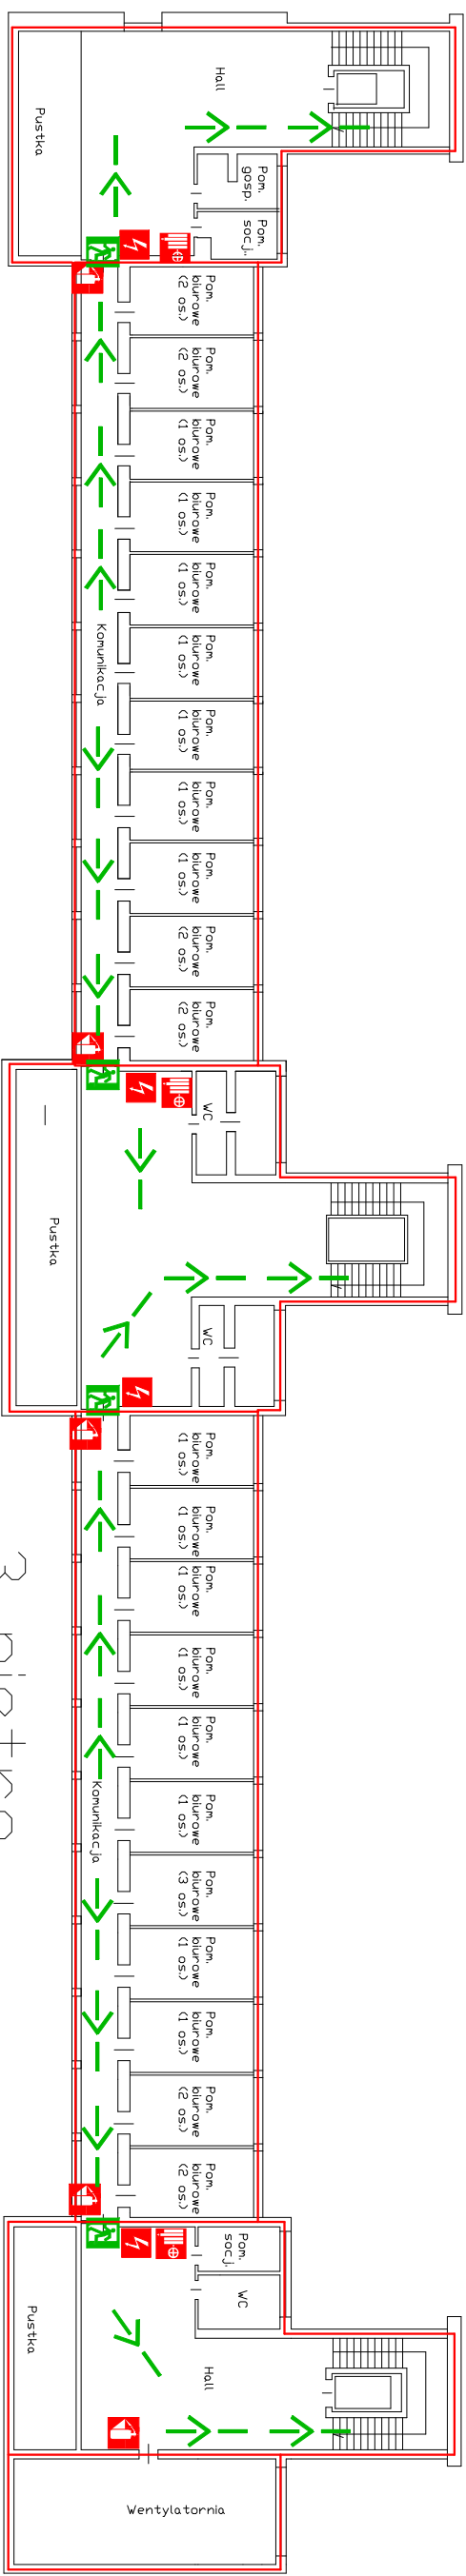 Hall
Pustka
Pom.
gosp.
Pom.
socj.
Pom.
biurowe
(2 os.)
Pom.
biurowe
(2 os.)
Pom.
biurowe
(1 os.)
Pom.
biurowe
(1 os.)
Pom.
biurowe
(1 os.)
Pom.
biurowe
(1 os.)
Komunikacja
Pom.
biurowe
(1 os.)
Pom.
biurowe
(1 os.)
Pom.
biurowe
(1 os.)
Pom.
biurowe
(2 os.)
Pom.
biurowe
(2 os.)
WC
Pustka
WC
Pom.
biurowe
(1 os.)
Pom.
biurowe
(1 os.)
Pom.
biurowe
(1 os.)
Pom.
biurowe
(1 os.)
Pom.
biurowe
(1 os.)
Pom.
biurowe
(1 os.)
Komunikacja
Pom.
biurowe
(3 os.)
Pom.
biurowe
(1 os.)
Pom.
biurowe
(1 os.)
Pom.
biurowe
(2 os.)
Pom.
biurowe
(2 os.)
3 piętro
Pom.
socj.
WC
Pustka
Hall
Wentylatornia